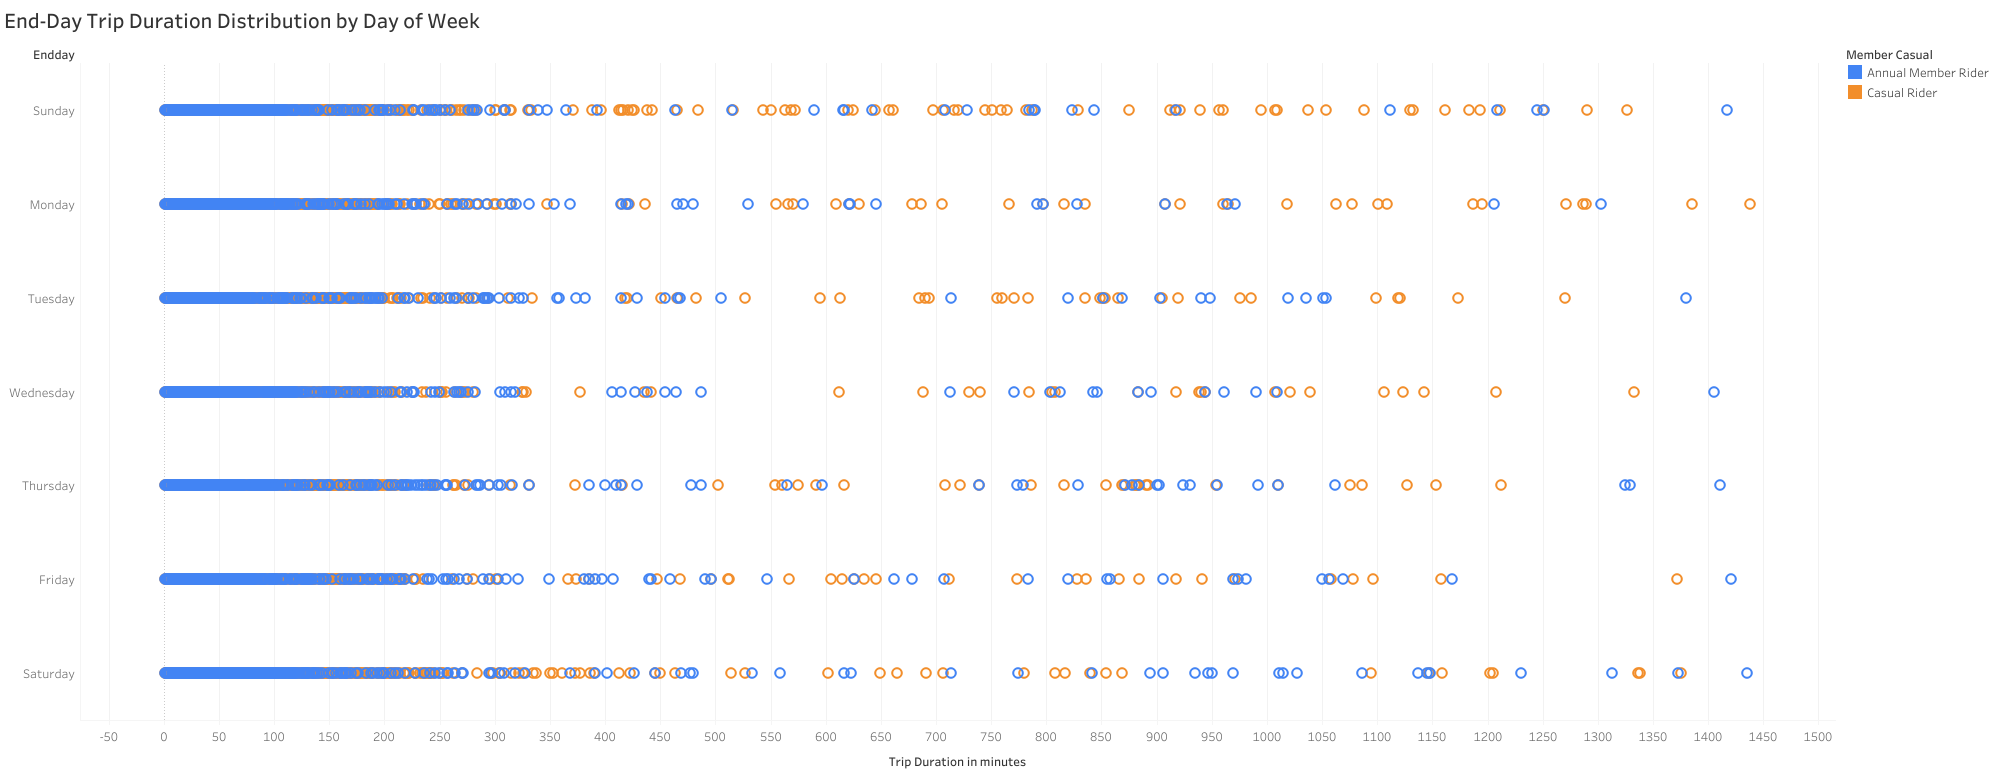 End-Day Trip Duration Distribution by Day of Week
Endday
Member Casual
Annual Member Rider
Casual Rider
Sunday
Monday
Tuesday
Wednesday
Thursday
Friday
Saturday
-50 0 50 100 150 200 250 300 350 400 450 500 550 600 650 700 750 800 850 900 950 1000 1050 1100 1150 1200 1250 1300 1350 1400 1450 1500
Trip Duration in minutes